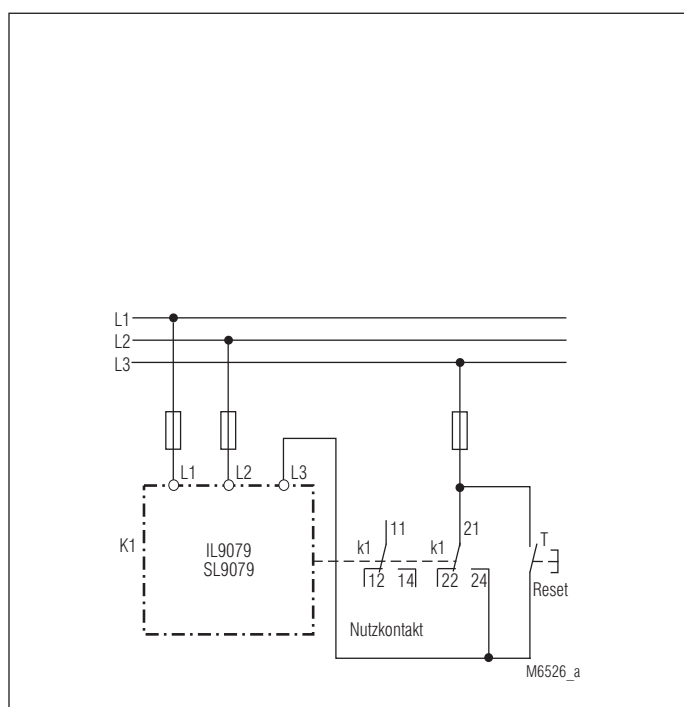 L1
L2
L3
L1 L2 L3
K1
IL9079
SL9079
k1 11
12 14
k1 21
22 24
T
Reset
Nutzkontakt
M6526_a